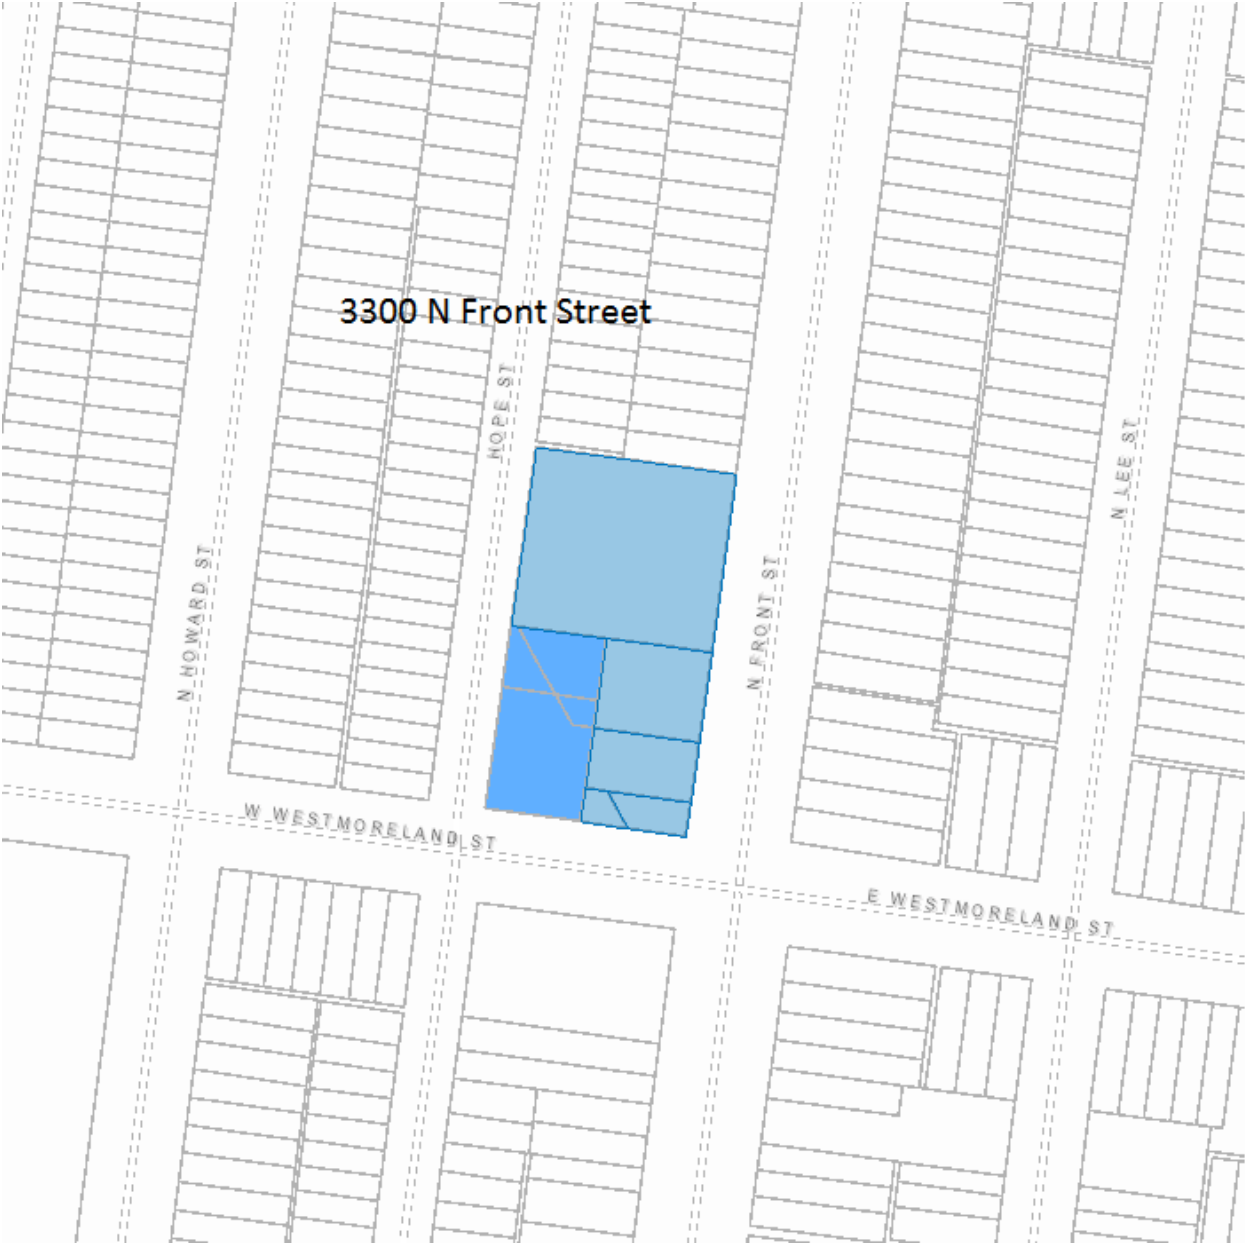 3300 N Front Street
HOPE ST
N LEE ST
N HOWARD ST
N FRONT ST
W WESTMORELAND ST
E WESTMORELAND ST